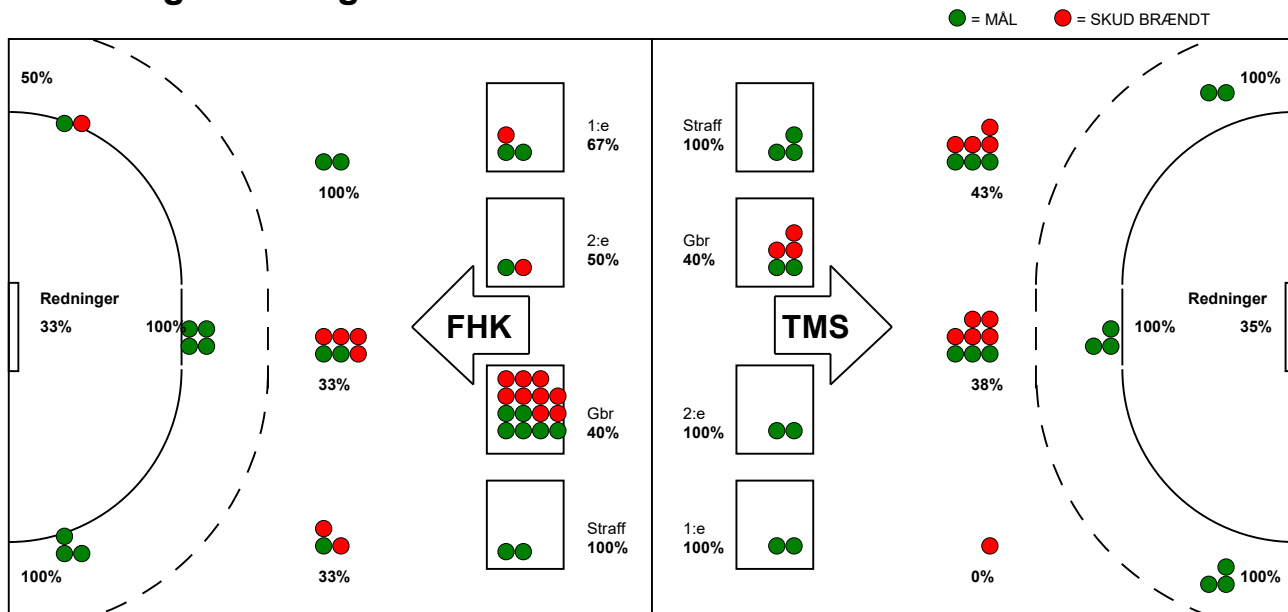 = MÅL
= SKUD BRÆNDT
50%
100%
1:e
67%
Straff
100%
43%
100%
2:e
50%
Gbr
40%
Redninger
33%
100%
33%
FHK
TMS
38%
100%
Redninger
35%
Gbr
40%
2:e
100%
100%
33%
Straff
100%
1:e
100%
0%
100%